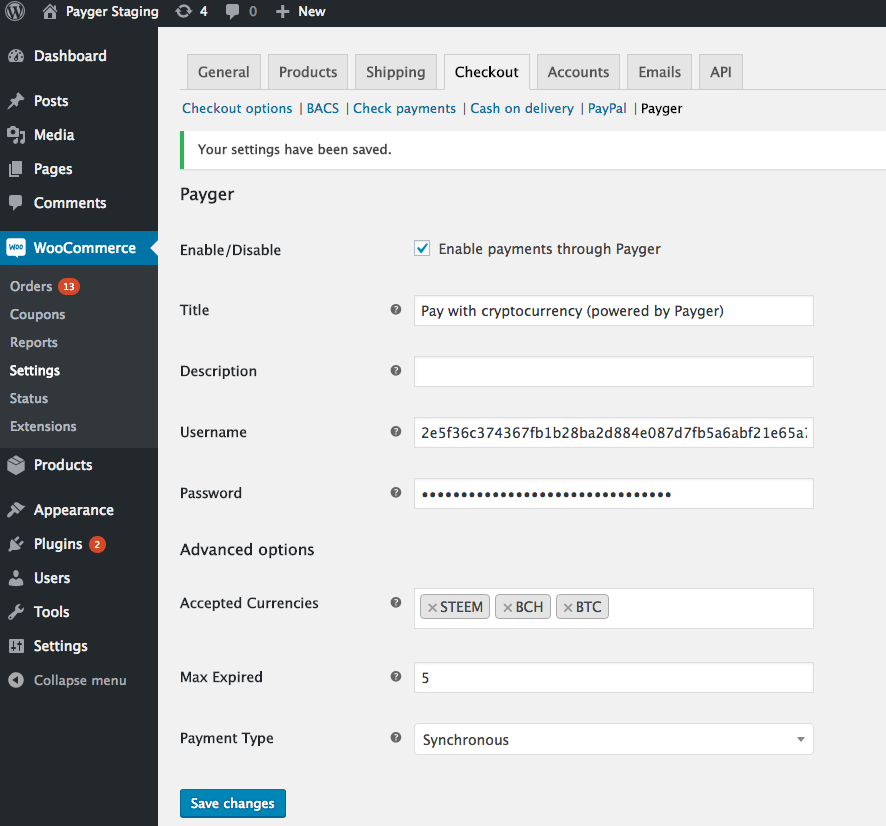 Payger Staging 4 0 New
Dashboard
Posts
Media
Pages
Comments
WooCommerce
Orders 13
Coupons
Reports
Settings
Status
Extensions
Products
Appearance
Plugins 2
Users
Tools
Settings
Collapse menu
General Products Shipping Checkout Accounts Emails API
Checkout options | BACS | Check payments | Cash on delivery | PayPal | Payger
Your settings have been saved.
Payger
Enable/Disable Enable payments through Payger
Title ? Pay with cryptocurrency (powered by Payger)
Description ?
Username ? 2e5f36c374367fb1b28ba2d884e087d7fb5a6abf21e65a
Password ? ••••••••••••••••••••••••••••••••
Advanced options
Accepted Currencies ? ×STEEM ×BCH ×BTC
Max Expired ? 5
Payment Type ? Synchronous
Save changes